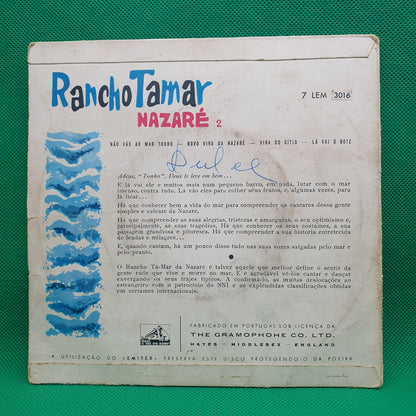 Rancho Tamar
NAZARÉ 2
7 LEM 3016
NÃO VÁS AO MAR TONHO — NOVO VIRA DA NAZARÉ — VIRA DO SÍTIO — LÁ VAI O BOTE
Dulce
Adeus, "Tonho", Deus te leve em bem...
E lá vai ele e muitos mais num pequeno barco, em nada, lutar com o mar
imenso, contra tudo. Lá vão eles para colher seus frutos, e, algumas vezes, para
lá ficar...
Há que conhecer bem a vida do mar para compreender os cantares dessa gente
simples e valente da Nazaré.
Há que compreender as suas alegrias, tristezas e amarguras, o seu optimismo e,
principalmente, as suas tragédias. Há que conhecer os seus costumes, a sua
paisagem grandiosa e pitoresca. Há que compreender a sua história entretecida
de lendas e milagres...
E, quando cantam, há um pouco disso tudo nas suas vozes salgadas pelo mar e
pelo pranto.
O Rancho Tá-Mar da Nazaré é talvez aquele que melhor define o sentir da
gente rude que vive e morre no mar. E é agradável vê-los cantar e dançar
envergando os seus trajes típicos. A confirmá-lo, as muitas deslocações ao
estrangeiro com o patrocínio do SNI e as explêndidas classificações obtidas
em certames internacionais.
FABRICADO EM PORTUGAL SOB LICENÇA DA
THE GRAMOPHONE CO. LTD.
HAYES - MIDDLESEX - ENGLAND
A UTILIZAÇÃO DO «EMITEX» PRESERVA ESTE DISCO PROTEGENDO-O DA POEIRA